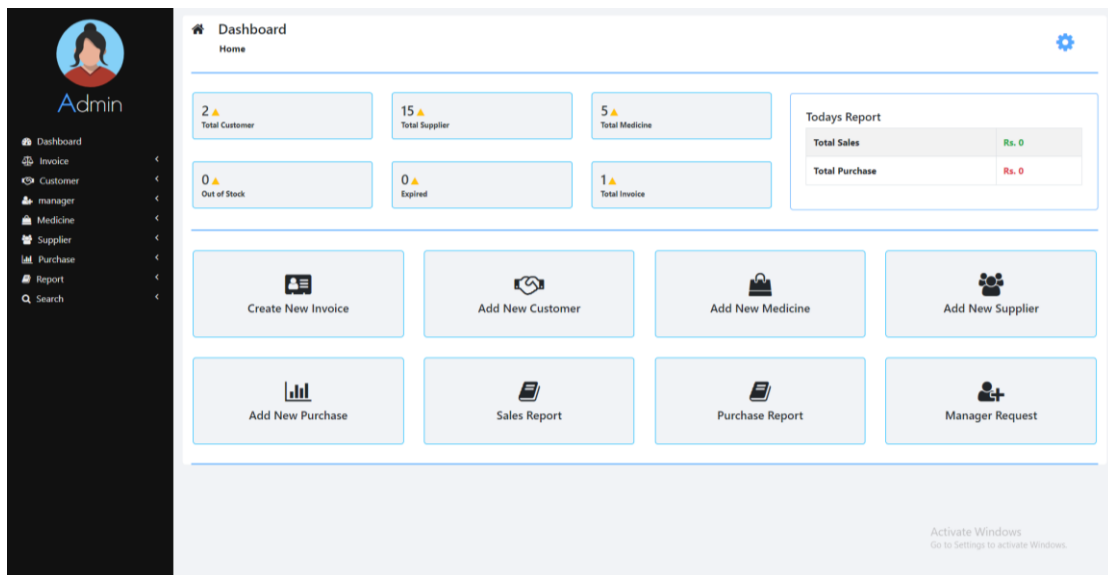 Admin
Dashboard
Invoice
Customer
manager
Medicine
Supplier
Purchase
Report
Search
Dashboard
Home
2
Total Customer
15
Total Supplier
5
Total Medicine
0
Out of Stock
0
Expired
1
Total Invoice
Todays Report
Total Sales Rs. 0
Total Purchase Rs. 0
Create New Invoice
Add New Customer
Add New Medicine
Add New Supplier
Add New Purchase
Sales Report
Purchase Report
Manager Request
Activate Windows
Go to Settings to activate Windows.